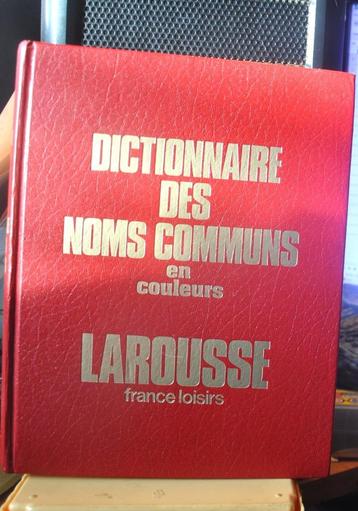 DICTIONNAIRE
DES
NOMS COMMUNS
en
couleurs
LAROUSSE
france loisirs